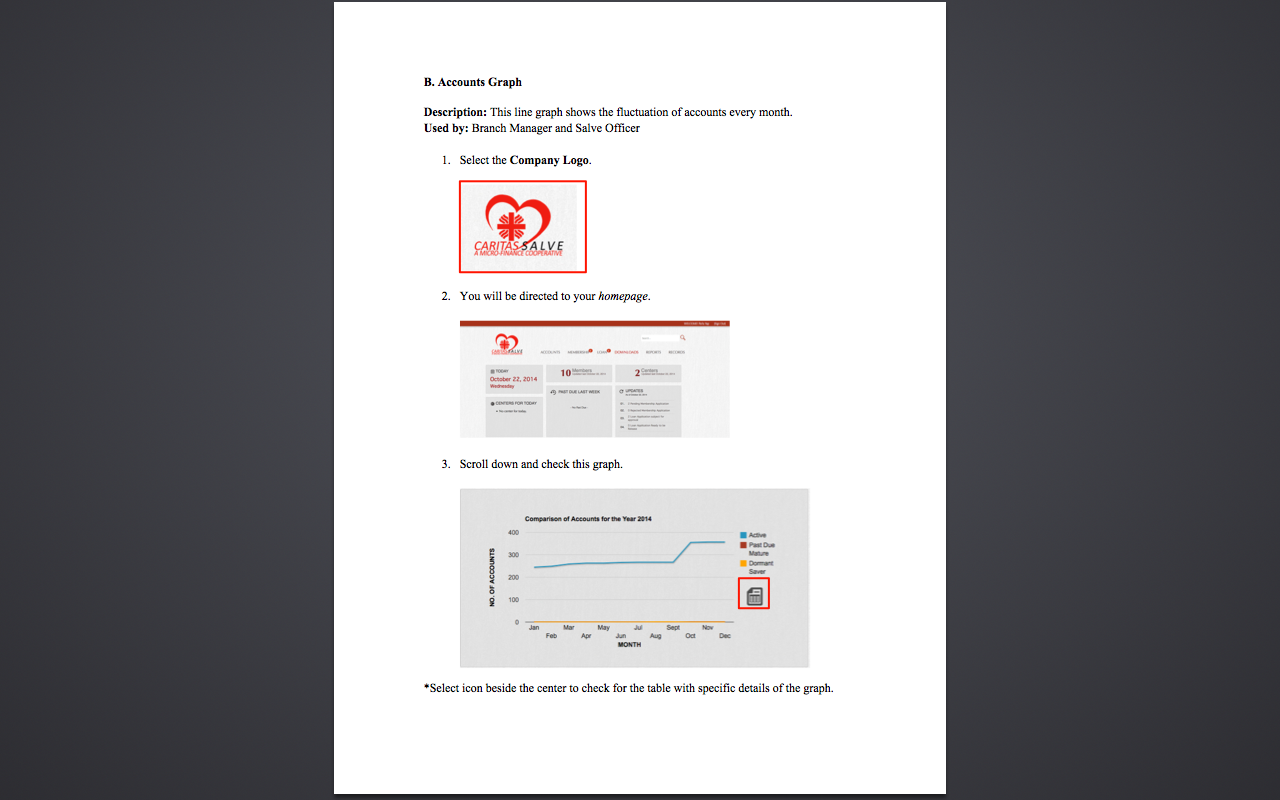 B. Accounts Graph
Description: This line graph shows the fluctuation of accounts every month.
Used by: Branch Manager and Salve Officer
1. Select the Company Logo.
CARITAS SALVE
A MICRO-FINANCE COOPERATIVE
2. You will be directed to your homepage.
CARITAS SALVE
ACCOUNTS MEMBERSHIP LOAN DOWNLOADS REPORTS RECORDS
TODAY
October 22, 2014
Wednesday
10 Members
2 Centers
PAST DUE LAST WEEK
UPDATES
CENTERS FOR TODAY
3. Scroll down and check this graph.
Comparison of Accounts for the Year 2014
NO. OF ACCOUNTS
400
300
200
100
0
Jan Mar May Jul Sept Nov
Feb Apr Jun Aug Oct Dec
MONTH
Active
Past Due
Mature
Dormant
Saver
*Select icon beside the center to check for the table with specific details of the graph.